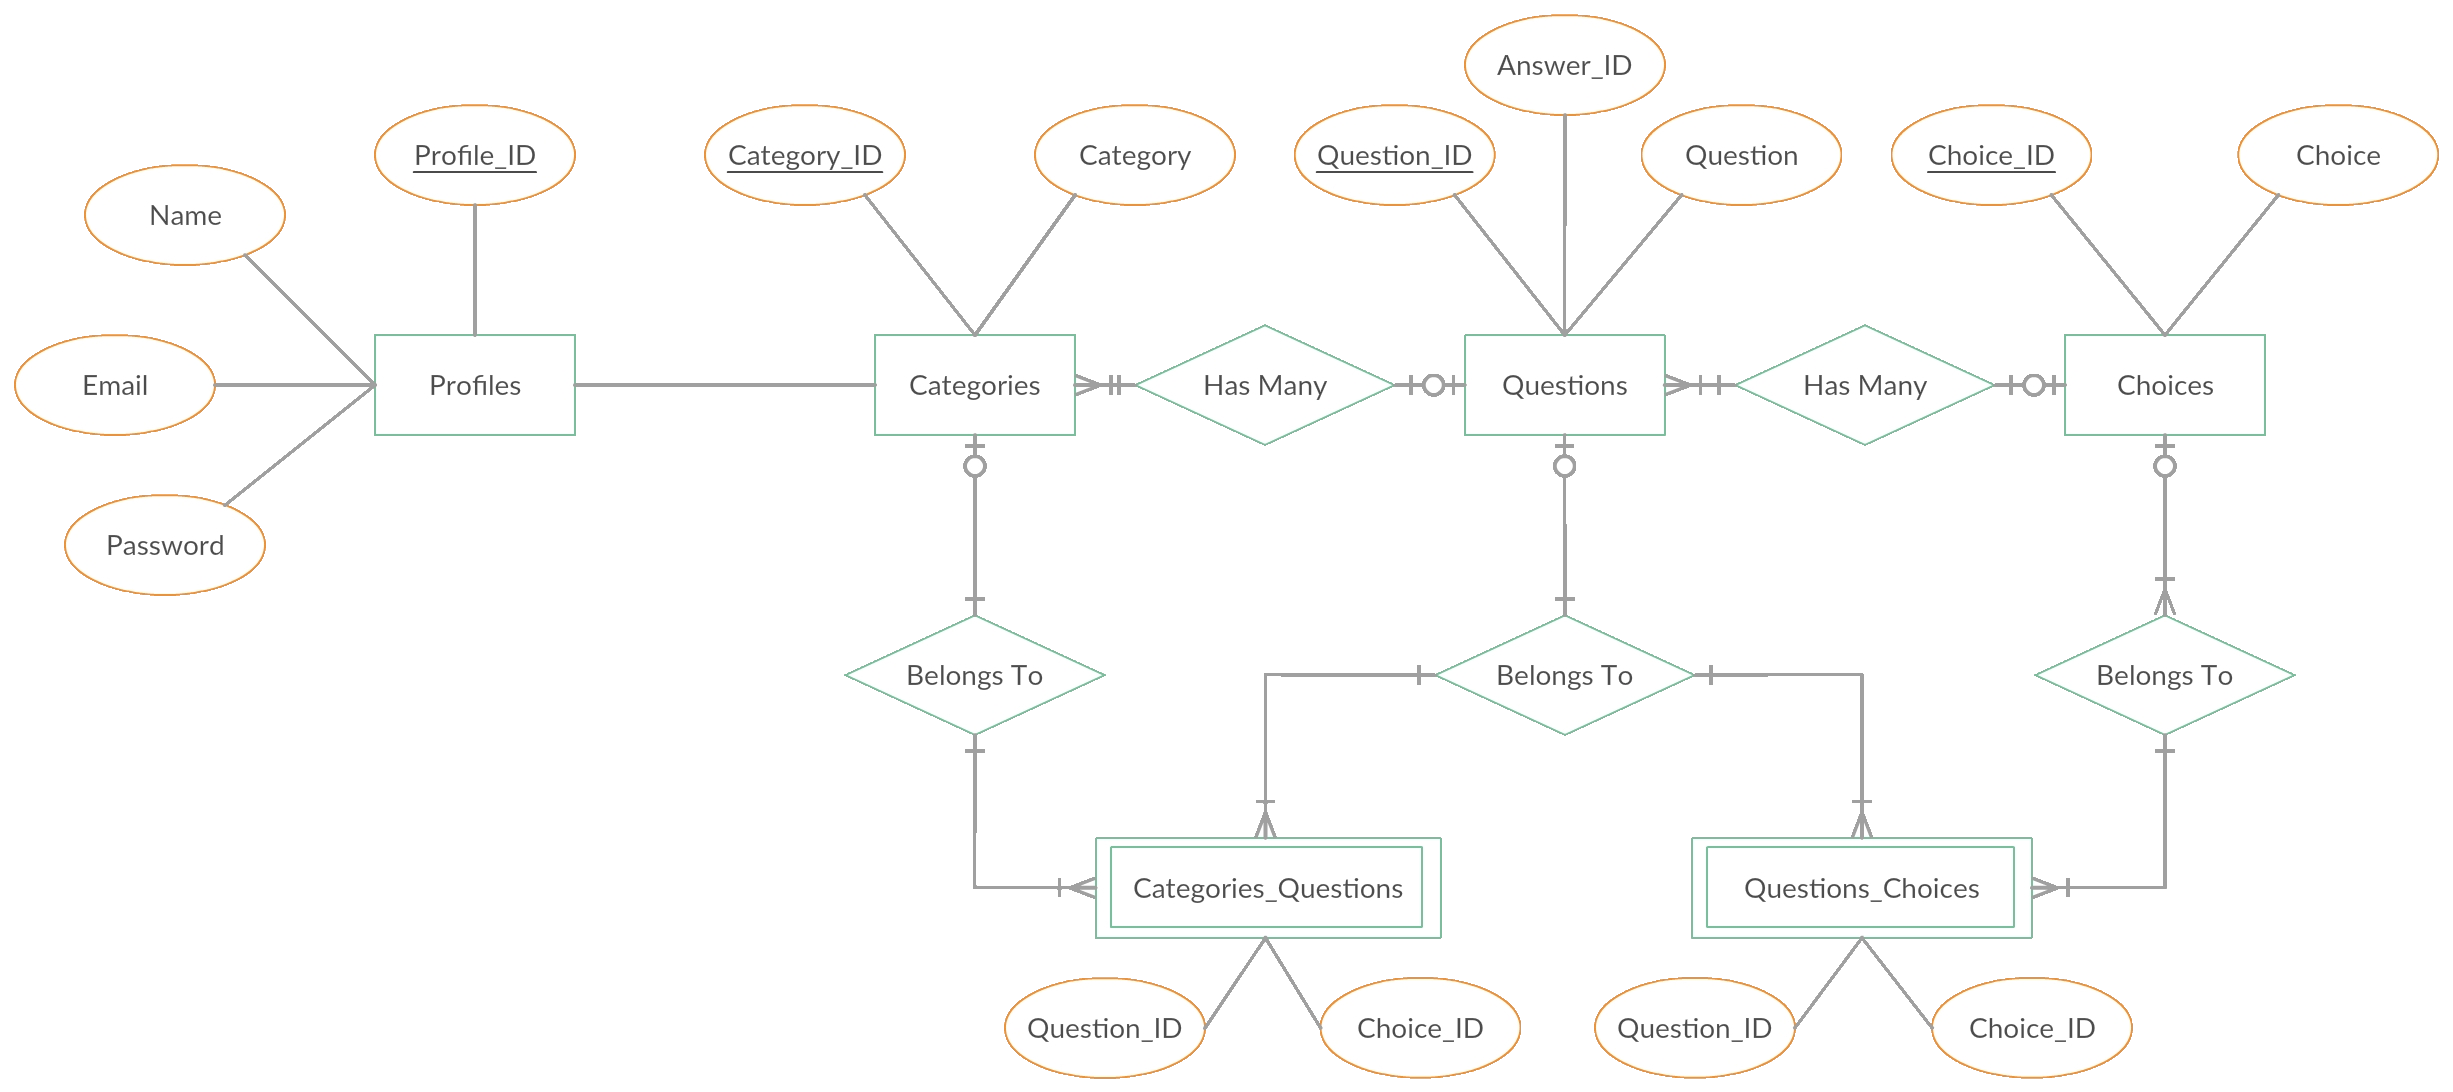 Answer_ID
Profile_ID
Category_ID
Category
Question_ID
Question
Choice_ID
Choice
Name
Email
Profiles
Categories
Has Many
Questions
Has Many
Choices
Password
Belongs To
Belongs To
Belongs To
Categories_Questions
Questions_Choices
Question_ID
Choice_ID
Question_ID
Choice_ID